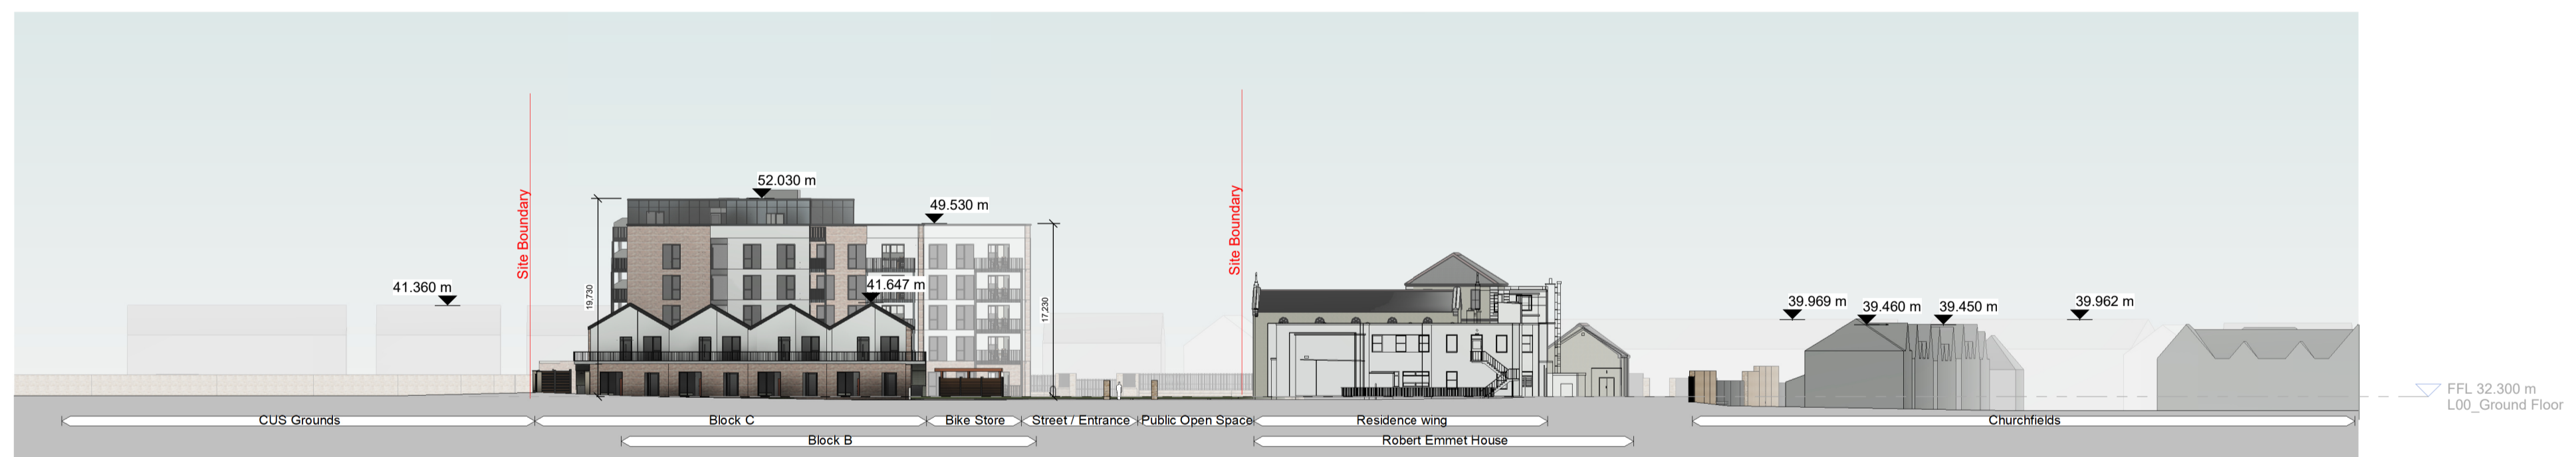 52.030 m
49.530 m
Site Boundary
Site Boundary
41.360 m
41.647 m
19,730
17,230
39.969 m
39.460 m
39.450 m
39.962 m
FFL 32.300 m
L00_Ground Floor
CUS Grounds
Block C
Bike Store
Street / Entrance
Public Open Space
Residence wing
Churchfields
Block B
Robert Emmet House